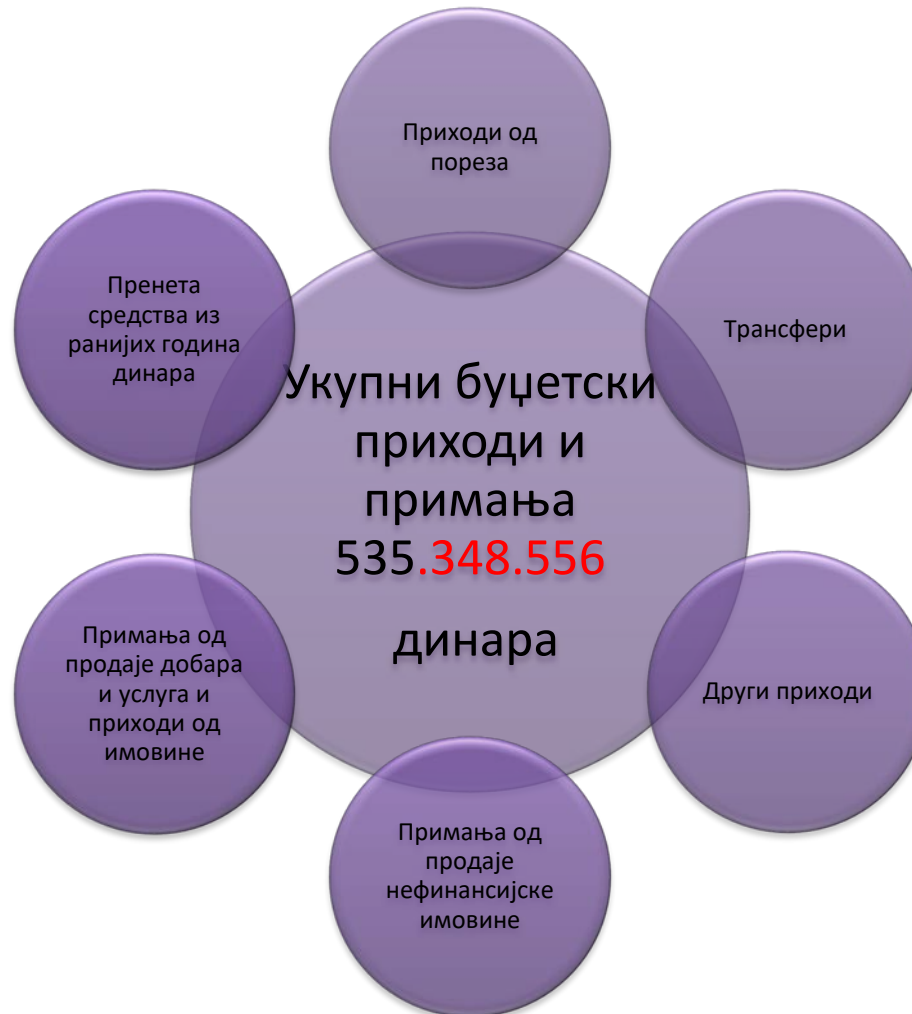 Приходи од
пореза
Трансфери
Други приходи
Примања од
продаје
нефинансијске
имовине
Примања од
продаје добара
и услуга и
приходи од
имовине
Пренета
средства из
ранијих година
динара
Укупни буџетски
приходи и
примања
535.348.556
динара